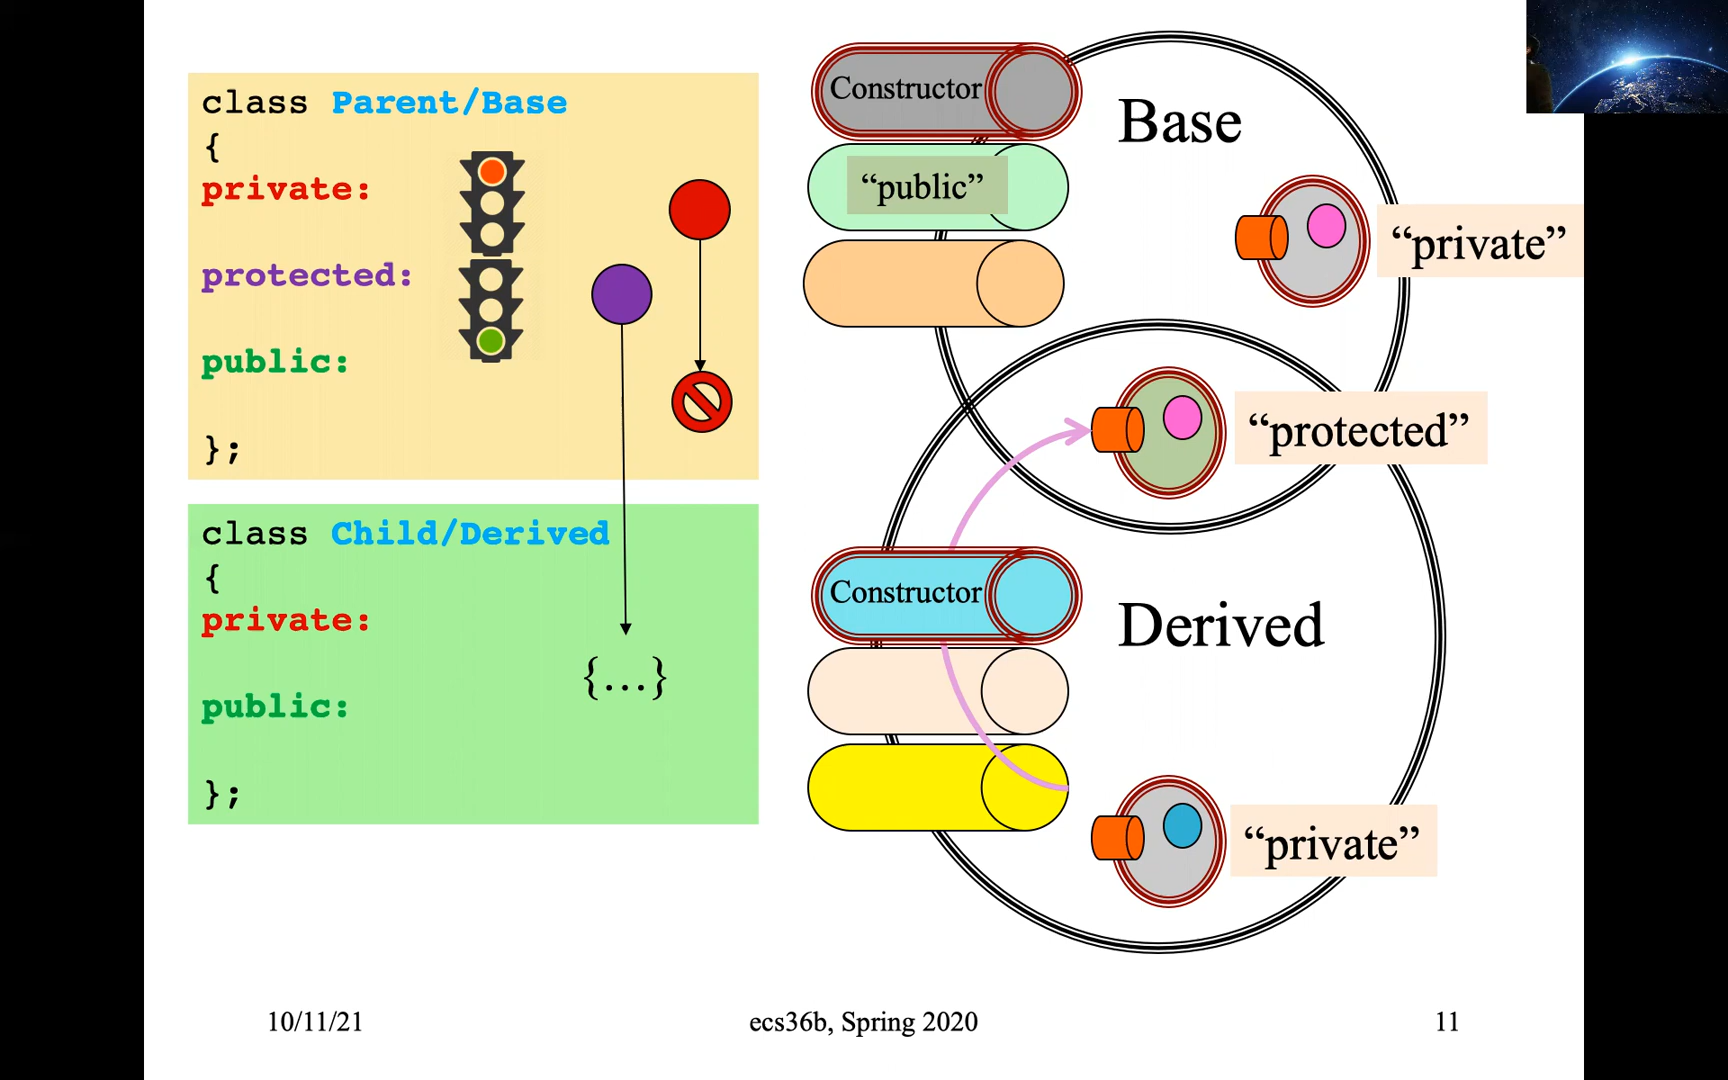 class Parent/Base
{
private:
protected:
public:
};
class Child/Derived
{
private:
{…}
public:
};
Constructor
Base
“public”
“private”
“protected”
Constructor
Derived
“private”
10/11/21
ecs36b, Spring 2020
11